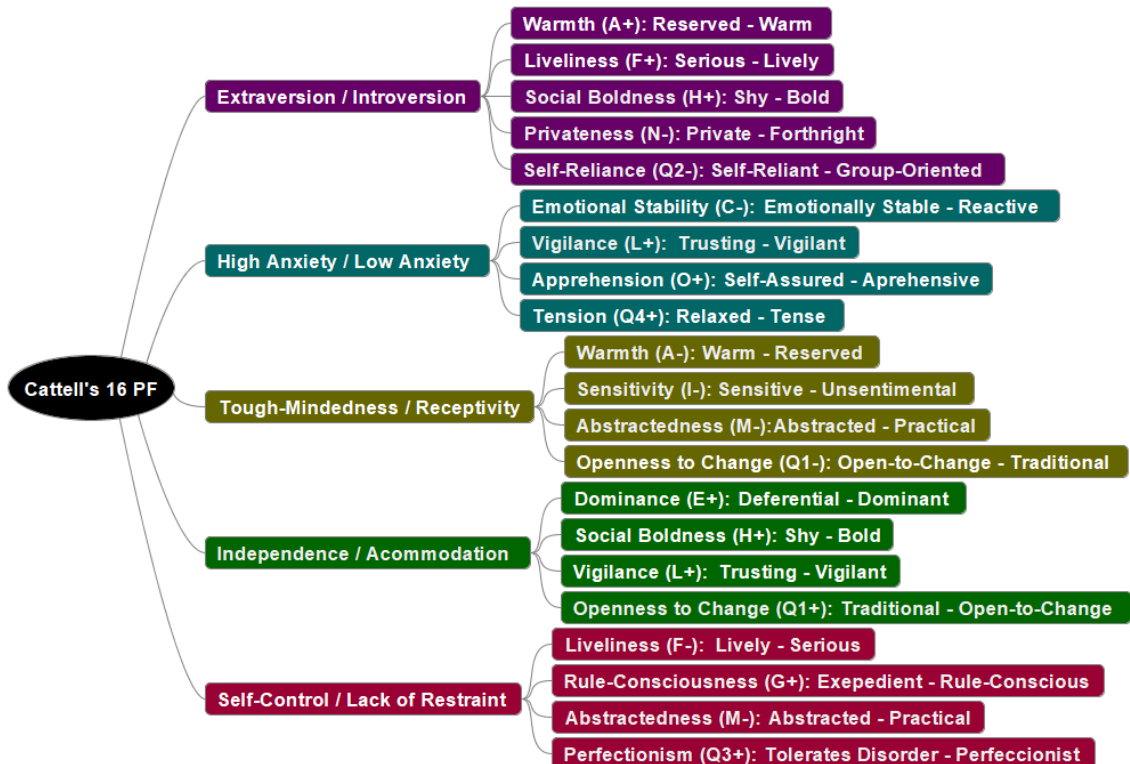 Cattell's 16 PF
Extraversion / Introversion
Warmth (A+): Reserved - Warm
Liveliness (F+): Serious - Lively
Social Boldness (H+): Shy - Bold
Privateness (N-): Private - Forthright
Self-Reliance (Q2-): Self-Reliant - Group-Oriented
High Anxiety / Low Anxiety
Emotional Stability (C-): Emotionally Stable - Reactive
Vigilance (L+):  Trusting - Vigilant
Apprehension (O+): Self-Assured - Aprehensive
Tension (Q4+): Relaxed - Tense
Tough-Mindedness / Receptivity
Warmth (A-): Warm - Reserved
Sensitivity (I-): Sensitive - Unsentimental
Abstractedness (M-):Abstracted - Practical
Openness to Change (Q1-): Open-to-Change - Traditional
Independence / Acommodation
Dominance (E+): Deferential - Dominant
Social Boldness (H+): Shy - Bold
Vigilance (L+):  Trusting - Vigilant
Openness to Change (Q1+): Traditional - Open-to-Change
Self-Control / Lack of Restraint
Liveliness (F-):  Lively - Serious
Rule-Consciousness (G+): Exepedient - Rule-Conscious
Abstractedness (M-): Abstracted - Practical
Perfectionism (Q3+): Tolerates Disorder - Perfeccionist